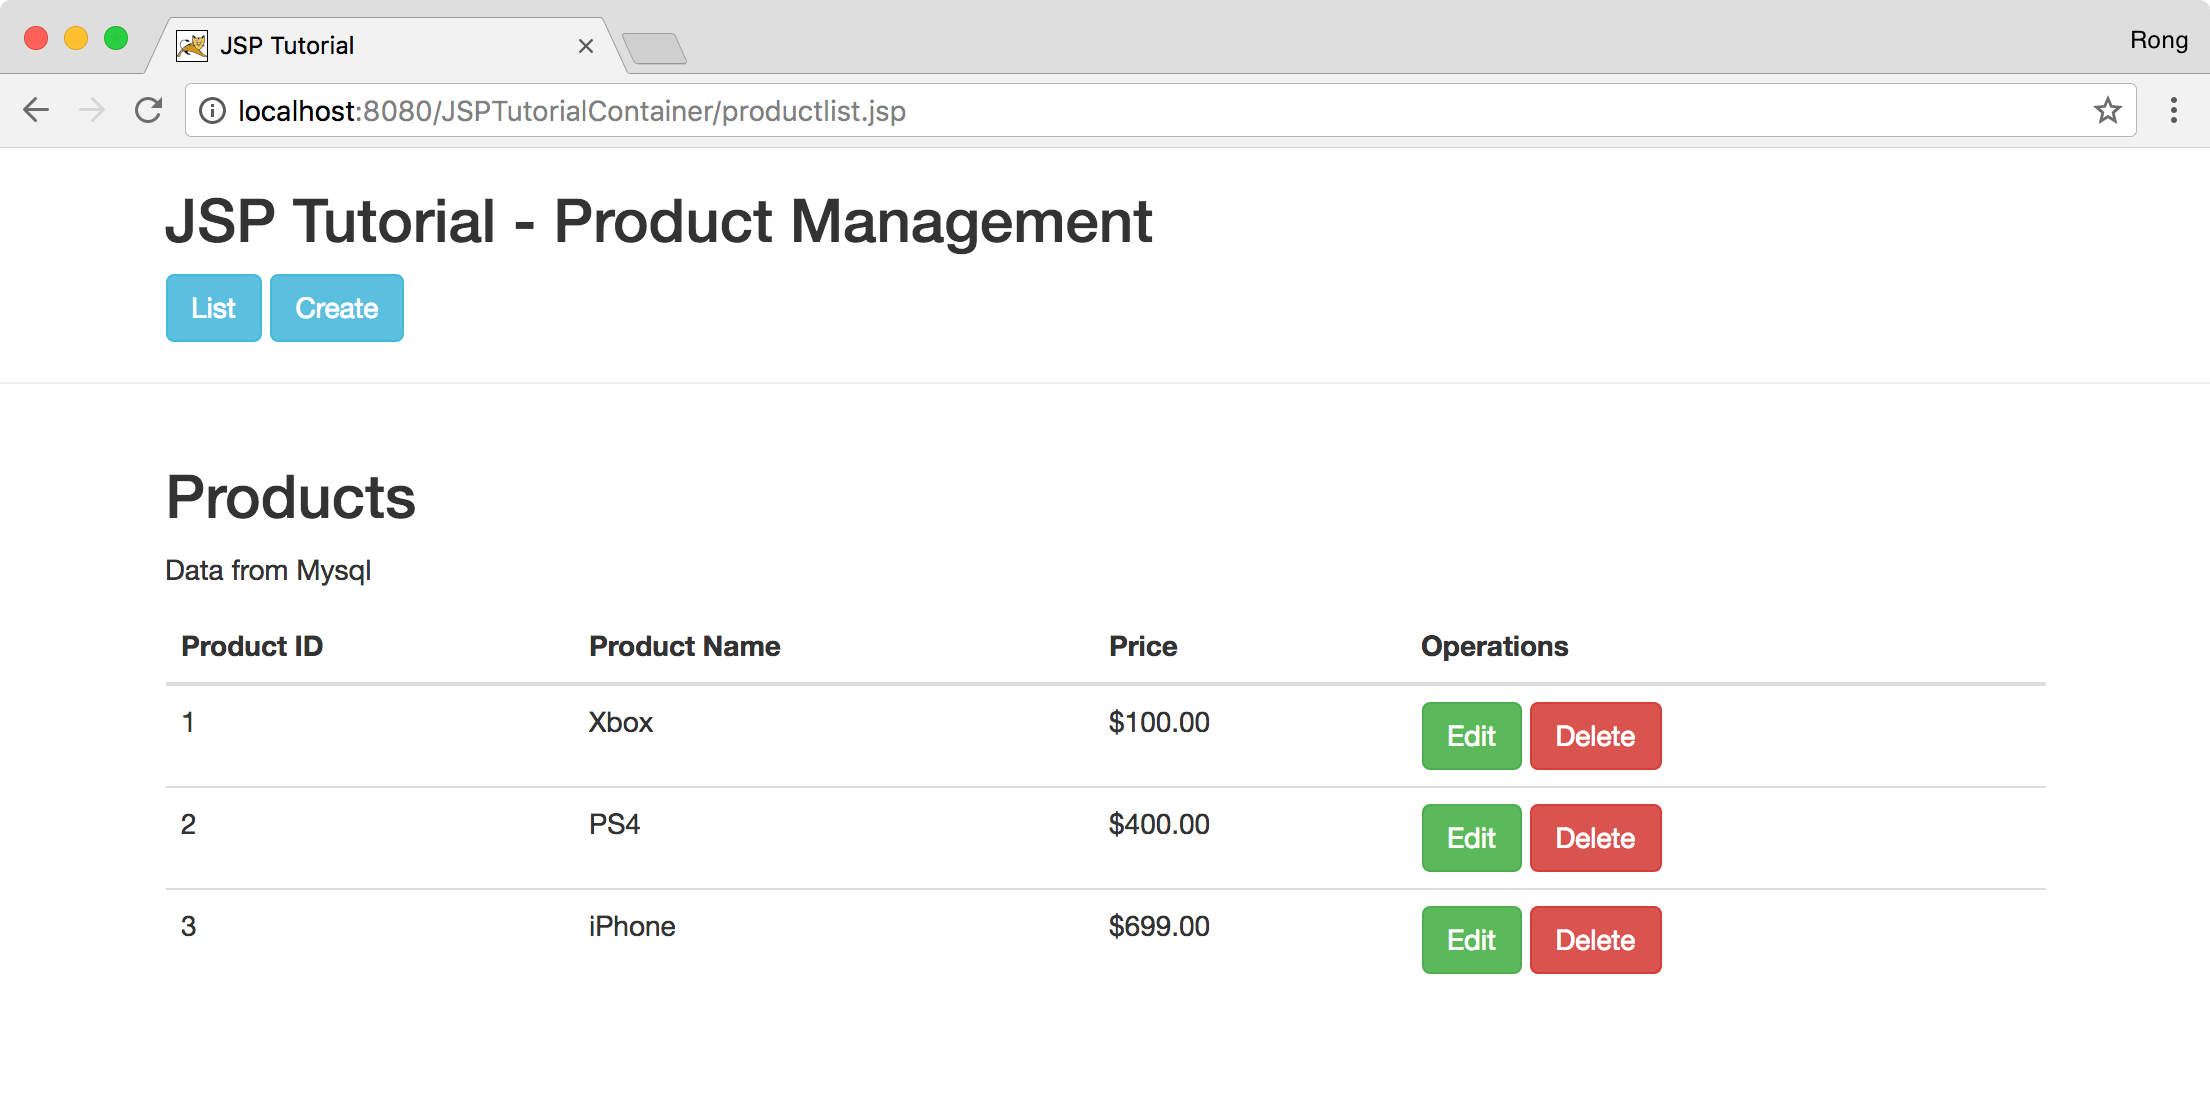 JSP Tutorial
Rong
localhost:8080/JSPTutorialContainer/productlist.jsp
JSP Tutorial - Product Management
List Create
Products
Data from Mysql
Product ID Product Name Price Operations
1 Xbox $100.00 Edit Delete
2 PS4 $400.00 Edit Delete
3 iPhone $699.00 Edit Delete